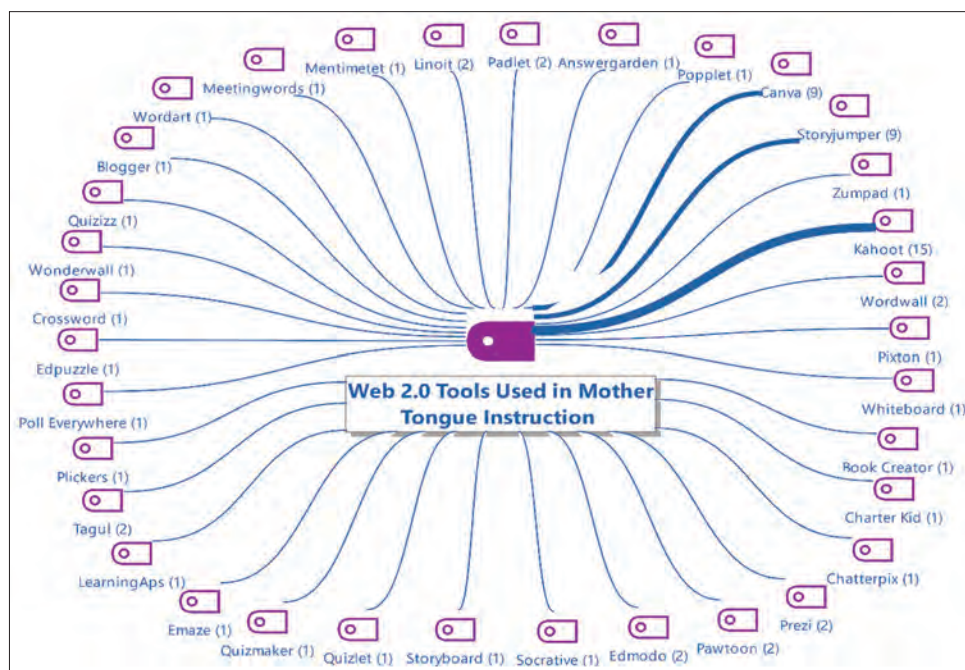 Mentimetet (1)
Linoit (2)
Padlet (2)
Answergarden (1)
Popplet (1)
Canva (9)
Storyjumper (9)
Zumpad (1)
Kahoot (15)
Wordwall (2)
Pixton (1)
Whiteboard (1)
Book Creator (1)
Charter Kid (1)
Chatterpix (1)
Prezi (2)
Pawtoon (2)
Edmodo (2)
Socrative (1)
Storyboard (1)
Quizlet (1)
Quizmaker (1)
Emaze (1)
LearningAps (1)
Tagul (2)
Plickers (1)
Poll Everywhere (1)
Edpuzzle (1)
Crossword (1)
Wonderwall (1)
Quizizz (1)
Blogger (1)
Wordart (1)
Meetingwords (1)
Web 2.0 Tools Used in Mother
Tongue Instruction